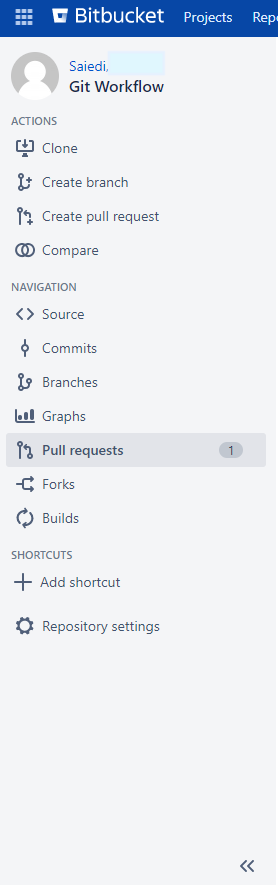 Bitbucket Projects Repo
Saiedi,
Git Workflow
ACTIONS
Clone
Create branch
Create pull request
Compare
NAVIGATION
Source
Commits
Branches
Graphs
Pull requests 1
Forks
Builds
SHORTCUTS
Add shortcut
Repository settings